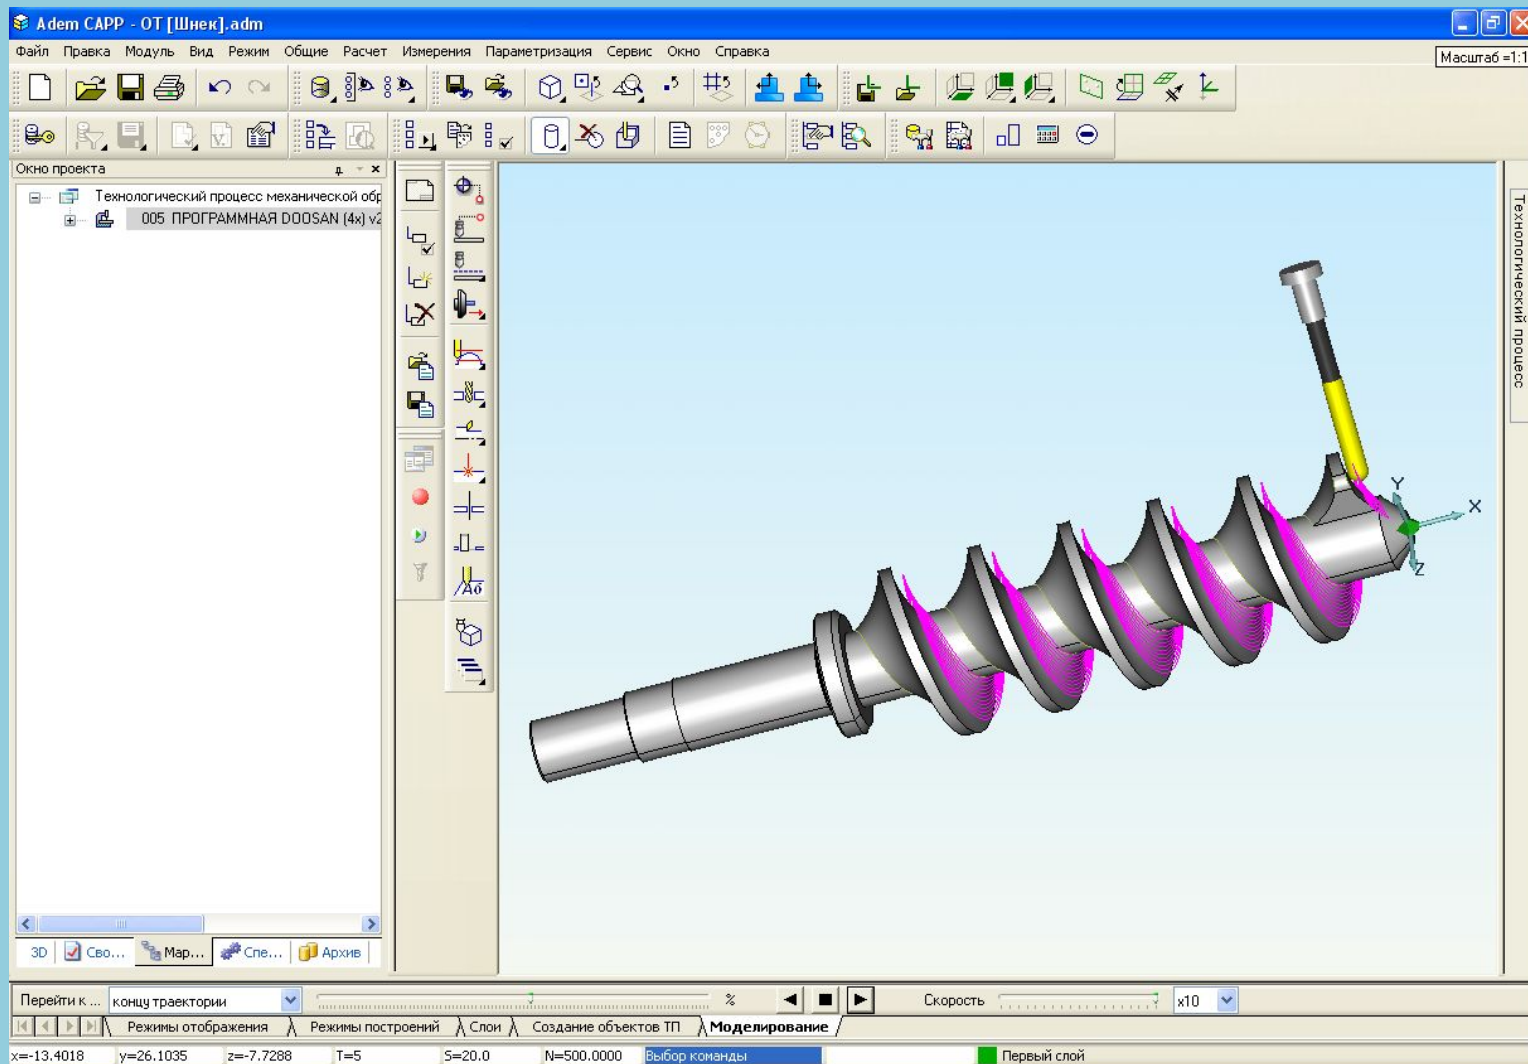 Adem CAPP - ОТ [Шнек].adm
Файл Правка Модуль Вид Режим Общие Расчет Измерения Параметризация Сервис Окно Справка
Масштаб =1:1
Окно проекта
Технологический процесс механической обр
005 ПРОГРАММНАЯ DOOSAN (4x) v2
Технологический процесс
Aб
Y
X
Z
3D Сво... Мар... Спе... Архив
Перейти к ... концу траектории % Скорость x10
Режимы отображения Режимы построений Слои Создание объектов ТП Моделирование
x=-13.4018 y=26.1035 z=-7.7288 T=5 S=20.0 N=500.0000 Выбор команды Первый слой